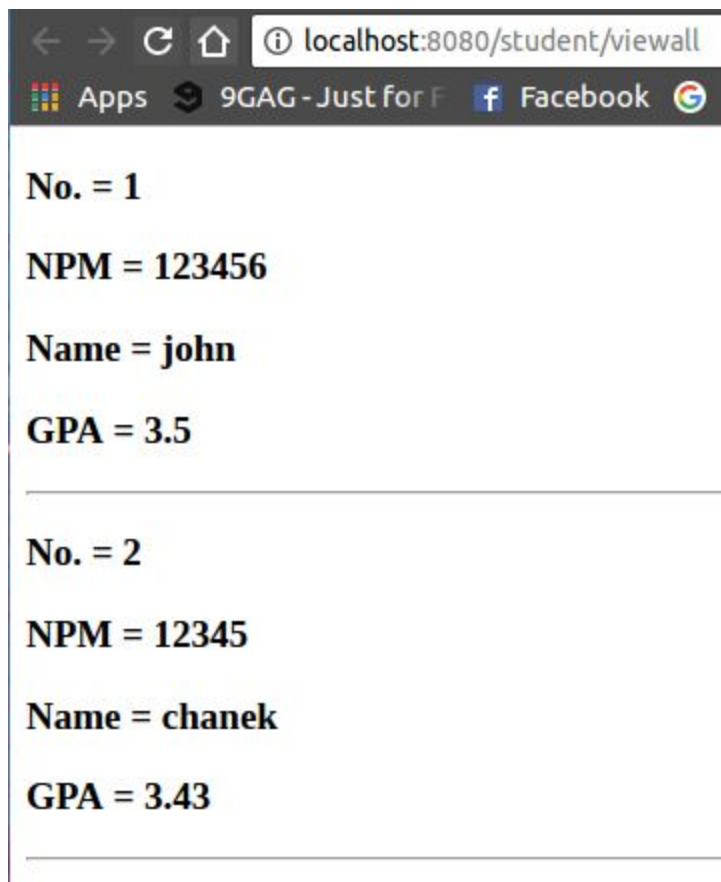 localhost:8080/student/viewall
Apps 9GAG - Just for Facebook
No. = 1
NPM = 123456
Name = john
GPA = 3.5
No. = 2
NPM = 12345
Name = chanek
GPA = 3.43